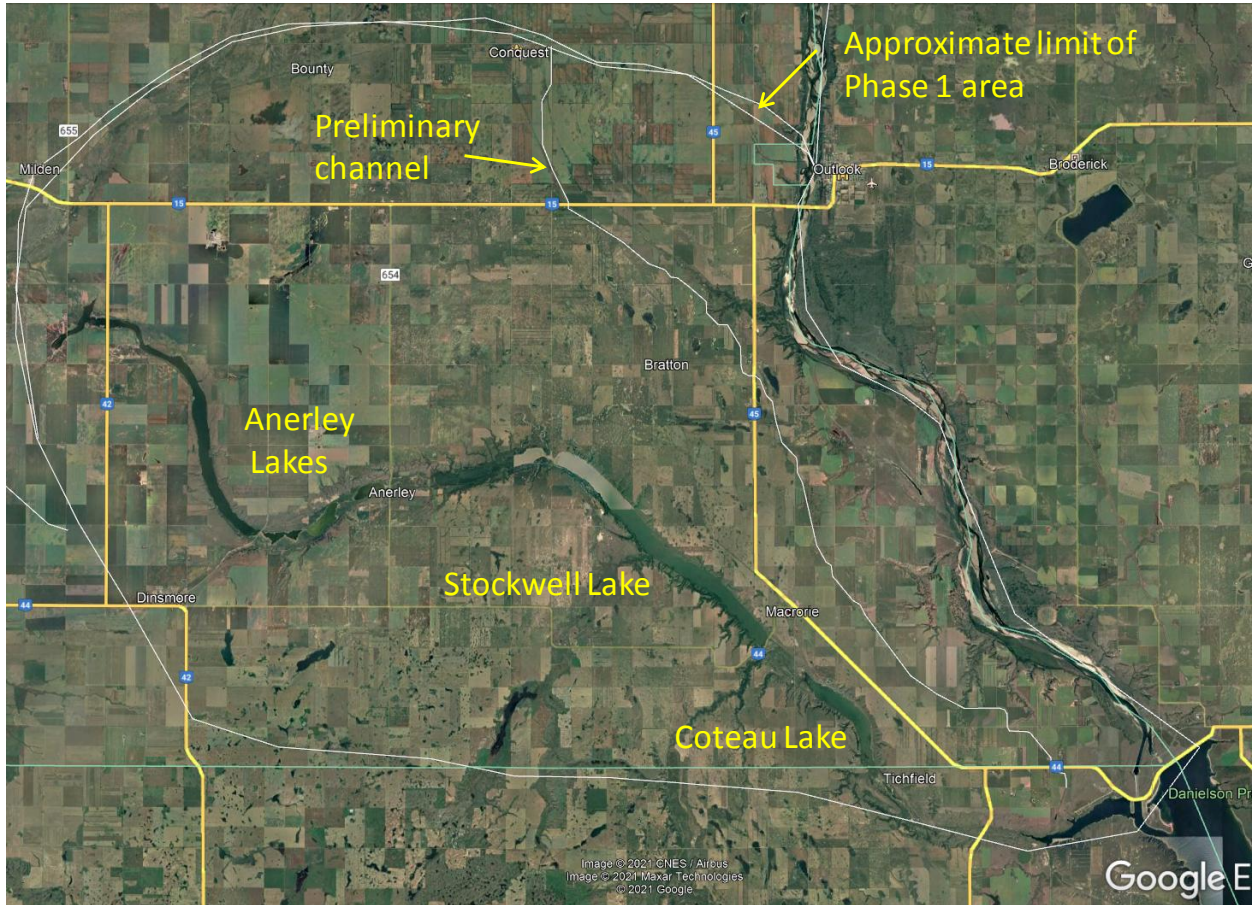 Approximate limit of
Phase 1 area
Conquest
Bounty
Preliminary
channel
655
45
Milden
Outlook
15
Broderick
15
15
654
G
Bratton
42
45
Anerley
Lakes
Anerley
Stockwell Lake
44
Dinsmore
Macrorie
44
42
Coteau Lake
Tichfield
44
Danielson Pr
Image © 2021 CNES / Airbus
Image © 2021 Maxar Technologies
© 2021 Google
Google E